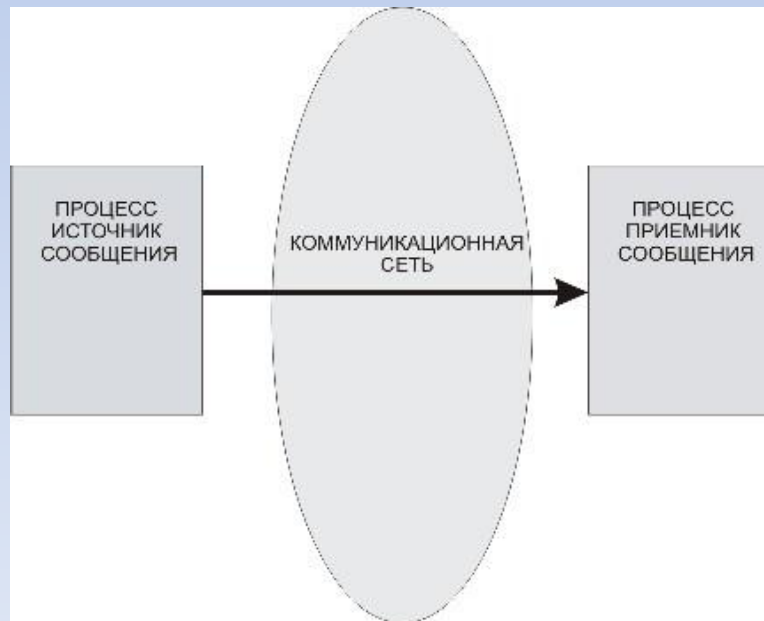 ПРОЦЕСС
ИСТОЧНИК
СООБЩЕНИЯ
КОММУНИКАЦИОННАЯ
СЕТЬ
ПРОЦЕСС
ПРИЕМНИК
СООБЩЕНИЯ